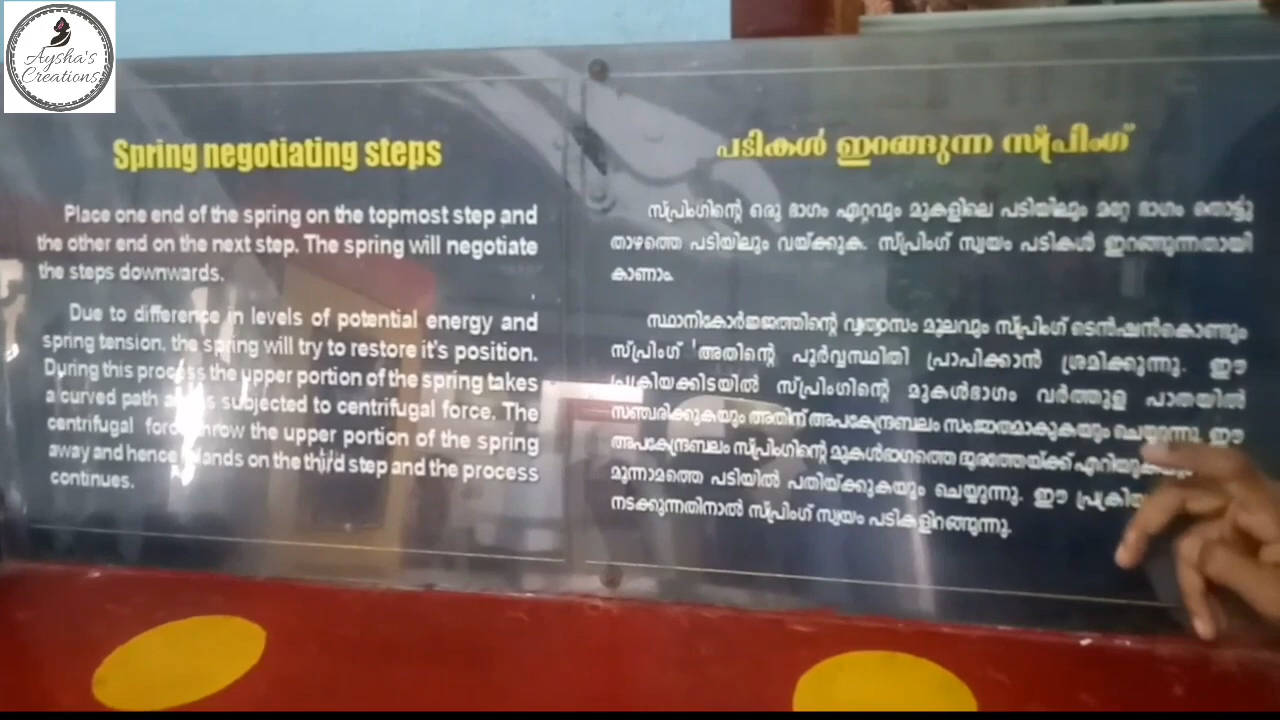 Aysha's
Creations
Spring negotiating steps
Place one end of the spring on the topmost step and
the other end on the next step. The spring will negotiate
the steps downwards.
Due to difference in levels of potential energy and
spring tension, the spring will try to restore it's position.
During this process the upper portion of the spring takes
a curved path subjected to centrifugal force. The
centrifugal the upper portion of the spring
away and hence lands on the third step and the process
continues.
പടികൾ ഇറങ്ങുന്ന സ്പ്രിംഗ്
സ്പ്രിംഗിന്റെ ഒരു ഭാഗം ഏറ്റവും മുകളിലെ പടിയിലും മറ്റേ ഭാഗം തൊട്ടു
താഴത്തെ പടിയിലും വയ്ക്കുക. സ്പ്രിംഗ് സ്വയം പടികൾ ഇറങ്ങുന്നതായി
കാണാം.
സ്ഥാനികോർജ്ജത്തിന്റെ വ്യത്യാസം മൂലവും സ്പ്രിംഗ് ടെൻഷൻകൊണ്ടും
സ്പ്രിംഗ് 'അതിന്റെ പൂർവ്വസ്ഥിതി പ്രാപിക്കാൻ ശ്രമിക്കുന്നു. ഈ
പ്രക്രിയക്കിടയിൽ സ്പ്രിംഗിന്റെ മുകൾഭാഗം വർത്തുള പാതയിൽ
സഞ്ചരിക്കുകയും അതിന് അപകേന്ദ്രബലം സംജാതമാകുകയും ചെയ്യുന്നു. ഈ
അപകേന്ദ്രബലം സ്പ്രിംഗിന്റെ മുകൾഭാഗത്തെ ദൂരത്തേയ്ക്ക്
മൂന്നാമത്തെ പടിയിൽ പതിയ്ക്കുകയും ചെയ്യുന്നു. ഈ
നടക്കുന്നതിനാൽ സ്പ്രിംഗ് സ്വയം പടികളിറങ്ങുന്നു.